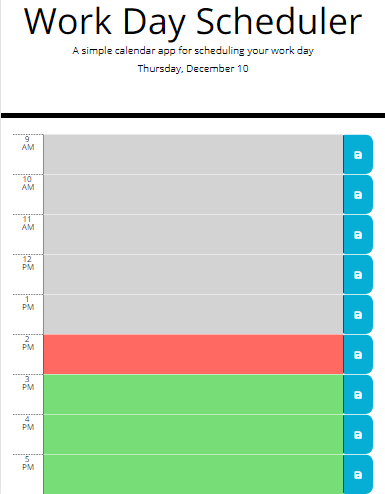 Work Day Scheduler
A simple calendar app for scheduling your work day
Thursday, December 10
9
AM
10
AM
11
AM
12
PM
1
PM
2
PM
3
PM
4
PM
5
PM